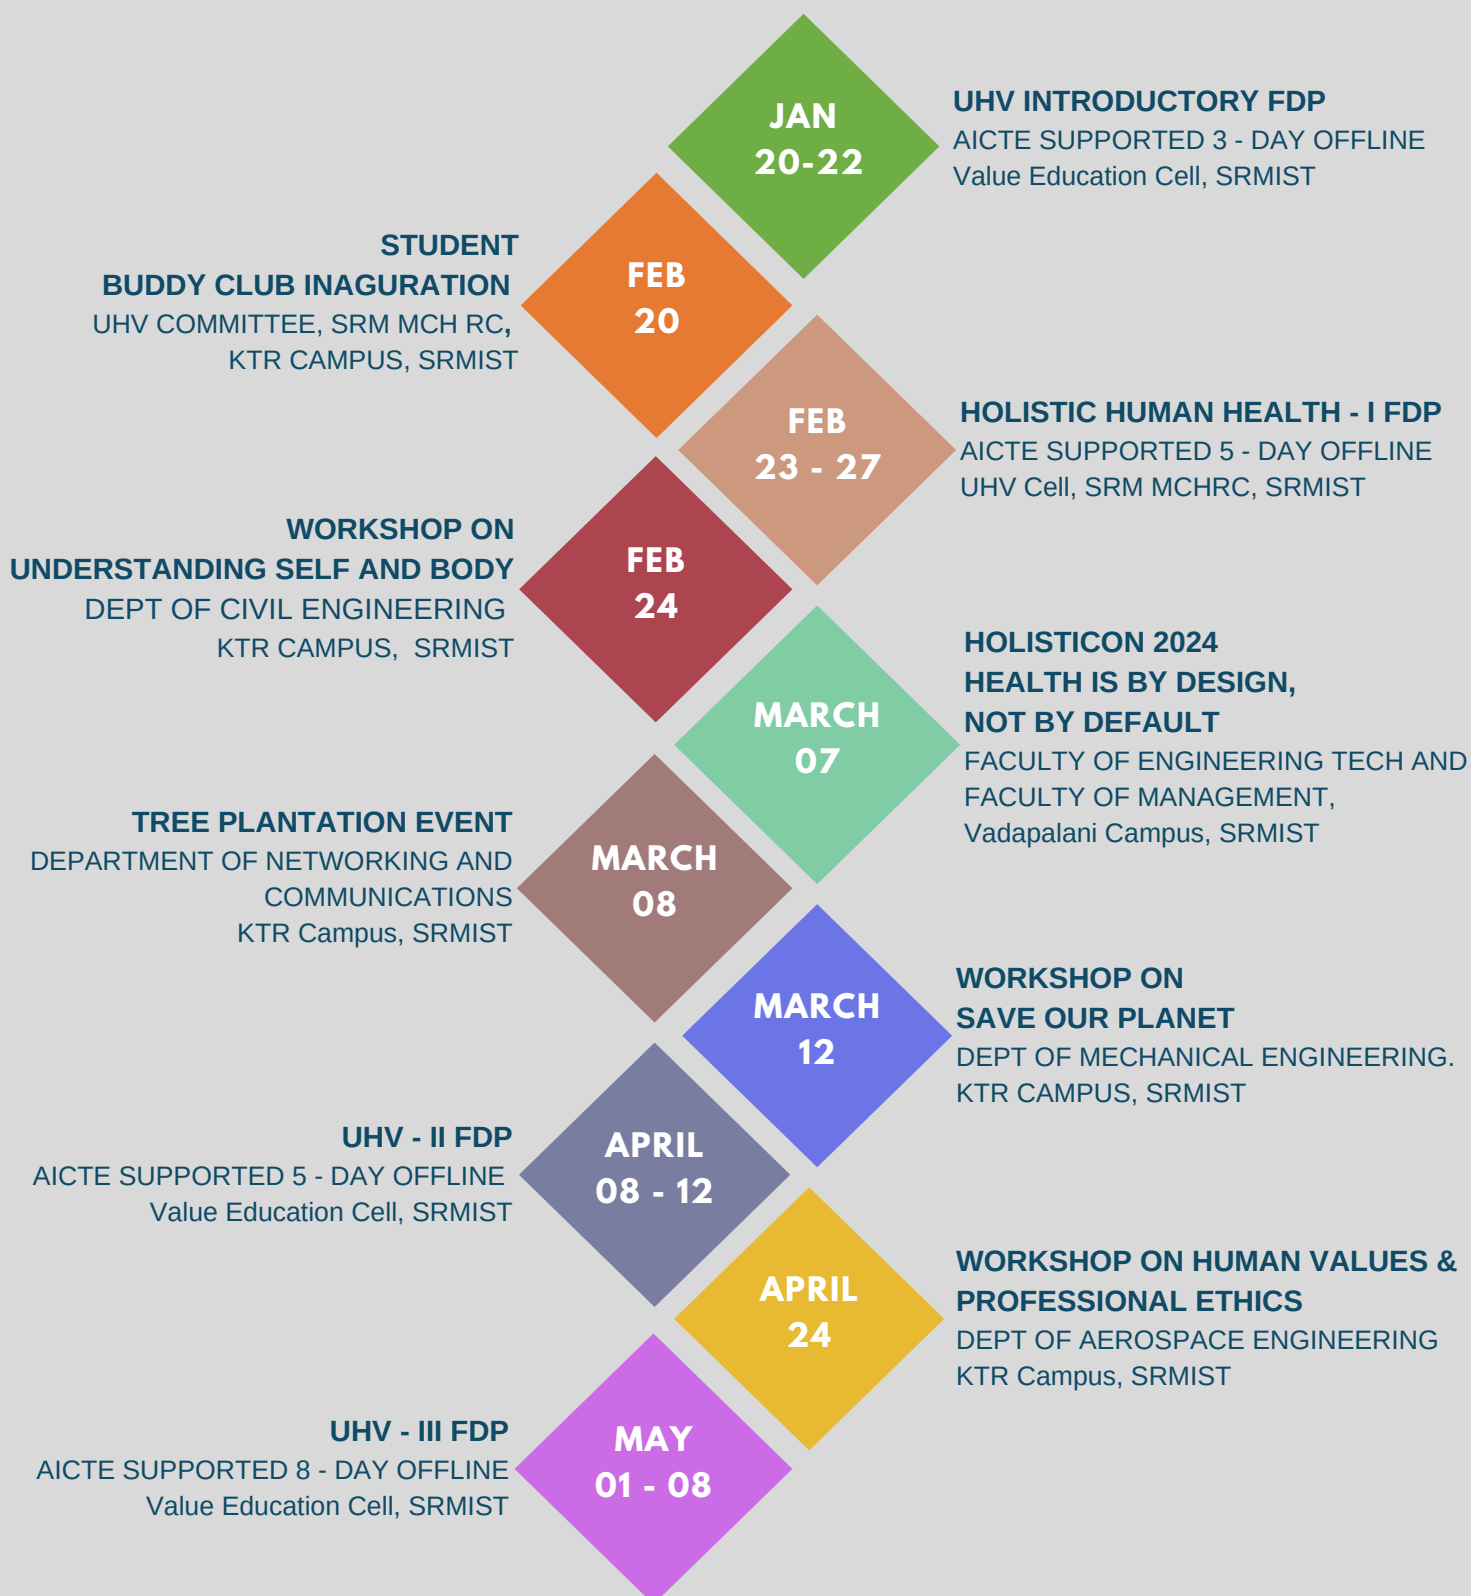 JAN
20-22
UHV INTRODUCTORY FDP
AICTE SUPPORTED 3 - DAY OFFLINE
Value Education Cell, SRMIST
STUDENT
BUDDY CLUB INAGURATION
UHV COMMITTEE, SRM MCH RC,
KTR CAMPUS, SRMIST
FEB
20
FEB
23 - 27
HOLISTIC HUMAN HEALTH - I FDP
AICTE SUPPORTED 5 - DAY OFFLINE
UHV Cell, SRM MCHRC, SRMIST
WORKSHOP ON
UNDERSTANDING SELF AND BODY
DEPT OF CIVIL ENGINEERING
KTR CAMPUS, SRMIST
FEB
24
MARCH
07
HOLISTICON 2024
HEALTH IS BY DESIGN,
NOT BY DEFAULT
FACULTY OF ENGINEERING TECH AND
FACULTY OF MANAGEMENT,
Vadapalani Campus, SRMIST
TREE PLANTATION EVENT
DEPARTMENT OF NETWORKING AND
COMMUNICATIONS
KTR Campus, SRMIST
MARCH
08
MARCH
12
WORKSHOP ON
SAVE OUR PLANET
DEPT OF MECHANICAL ENGINEERING.
KTR CAMPUS, SRMIST
UHV - II FDP
AICTE SUPPORTED 5 - DAY OFFLINE
Value Education Cell, SRMIST
APRIL
08 - 12
APRIL
24
WORKSHOP ON HUMAN VALUES &
PROFESSIONAL ETHICS
DEPT OF AEROSPACE ENGINEERING
KTR Campus, SRMIST
UHV - III FDP
AICTE SUPPORTED 8 - DAY OFFLINE
Value Education Cell, SRMIST
MAY
01 - 08